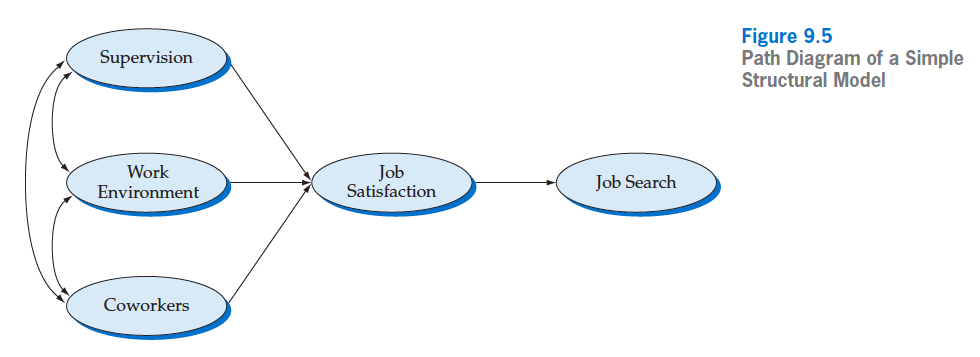 Figure 9.5
Path Diagram of a Simple
Structural Model
Supervision
Work
Environment
Coworkers
Job
Satisfaction
Job Search